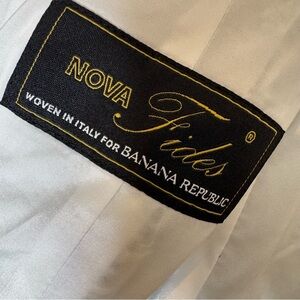 NOVA Fides®
WOVEN IN ITALY FOR BANANA REPUBLIC